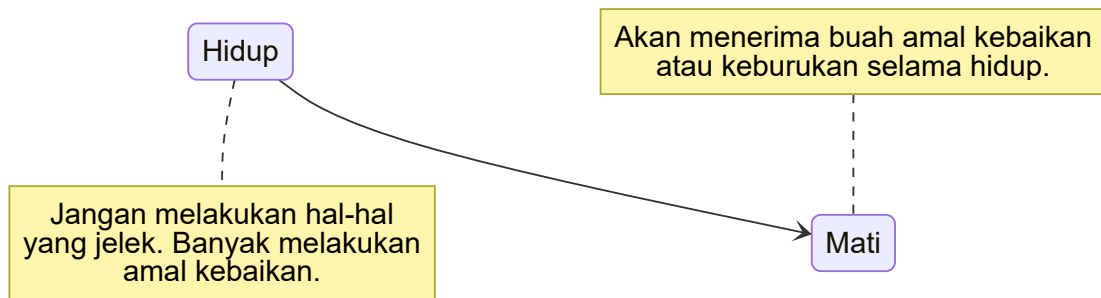 Hidup
Akan menerima buah amal kebaikan
atau keburukan selama hidup.
Jangan melakukan hal-hal
yang jelek. Banyak melakukan
amal kebaikan.
Mati